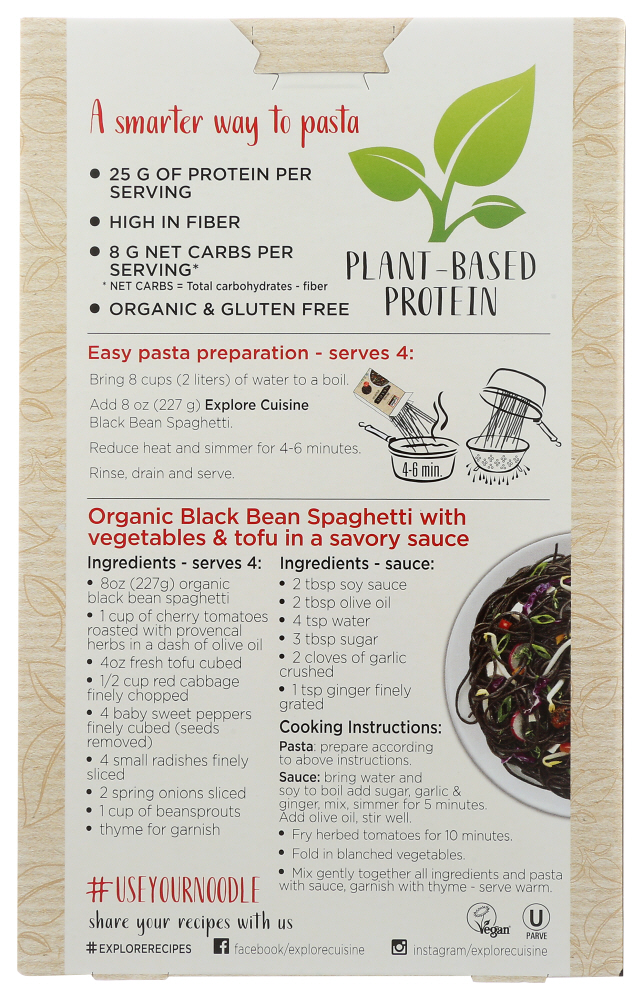 A smarter way to pasta
• 25 G OF PROTEIN PER
SERVING
• HIGH IN FIBER
• 8 G NET CARBS PER
SERVING*
* NET CARBS = Total carbohydrates - fiber
• ORGANIC & GLUTEN FREE
PLANT-BASED
PROTEIN
Easy pasta preparation - serves 4:
Bring 8 cups (2 liters) of water to a boil.
Add 8 oz (227 g) Explore Cuisine
Black Bean Spaghetti.
Reduce heat and simmer for 4-6 minutes.
Rinse, drain and serve.
4-6 min.
Organic Black Bean Spaghetti with
vegetables & tofu in a savory sauce
Ingredients - serves 4:
• 8oz (227g) organic
black bean spaghetti
• 1 cup of cherry tomatoes
roasted with provencal
herbs in a dash of olive oil
• 4oz fresh tofu cubed
• 1/2 cup red cabbage
finely chopped
• 4 baby sweet peppers
finely cubed (seeds
removed)
• 4 small radishes finely
sliced
• 2 spring onions sliced
• 1 cup of beansprouts
• thyme for garnish
Ingredients - sauce:
• 2 tbsp soy sauce
• 2 tbsp olive oil
• 4 tsp water
• 3 tbsp sugar
• 2 cloves of garlic
crushed
• 1 tsp ginger finely
grated
Cooking Instructions:
Pasta: prepare according
to above instructions.
Sauce: bring water and
soy to boil add sugar, garlic &
ginger, mix, simmer for 5 minutes.
Add olive oil, stir well.
• Fry herbed tomatoes for 10 minutes.
• Fold in blanched vegetables.
• Mix gently together all ingredients and pasta
with sauce, garnish with thyme - serve warm.
#USEYOURNOODLE
share your recipes with us
Vegan
U
PARVE
#EXPLORERECIPES
facebook/explorecuisine
instagram/explorecuisine